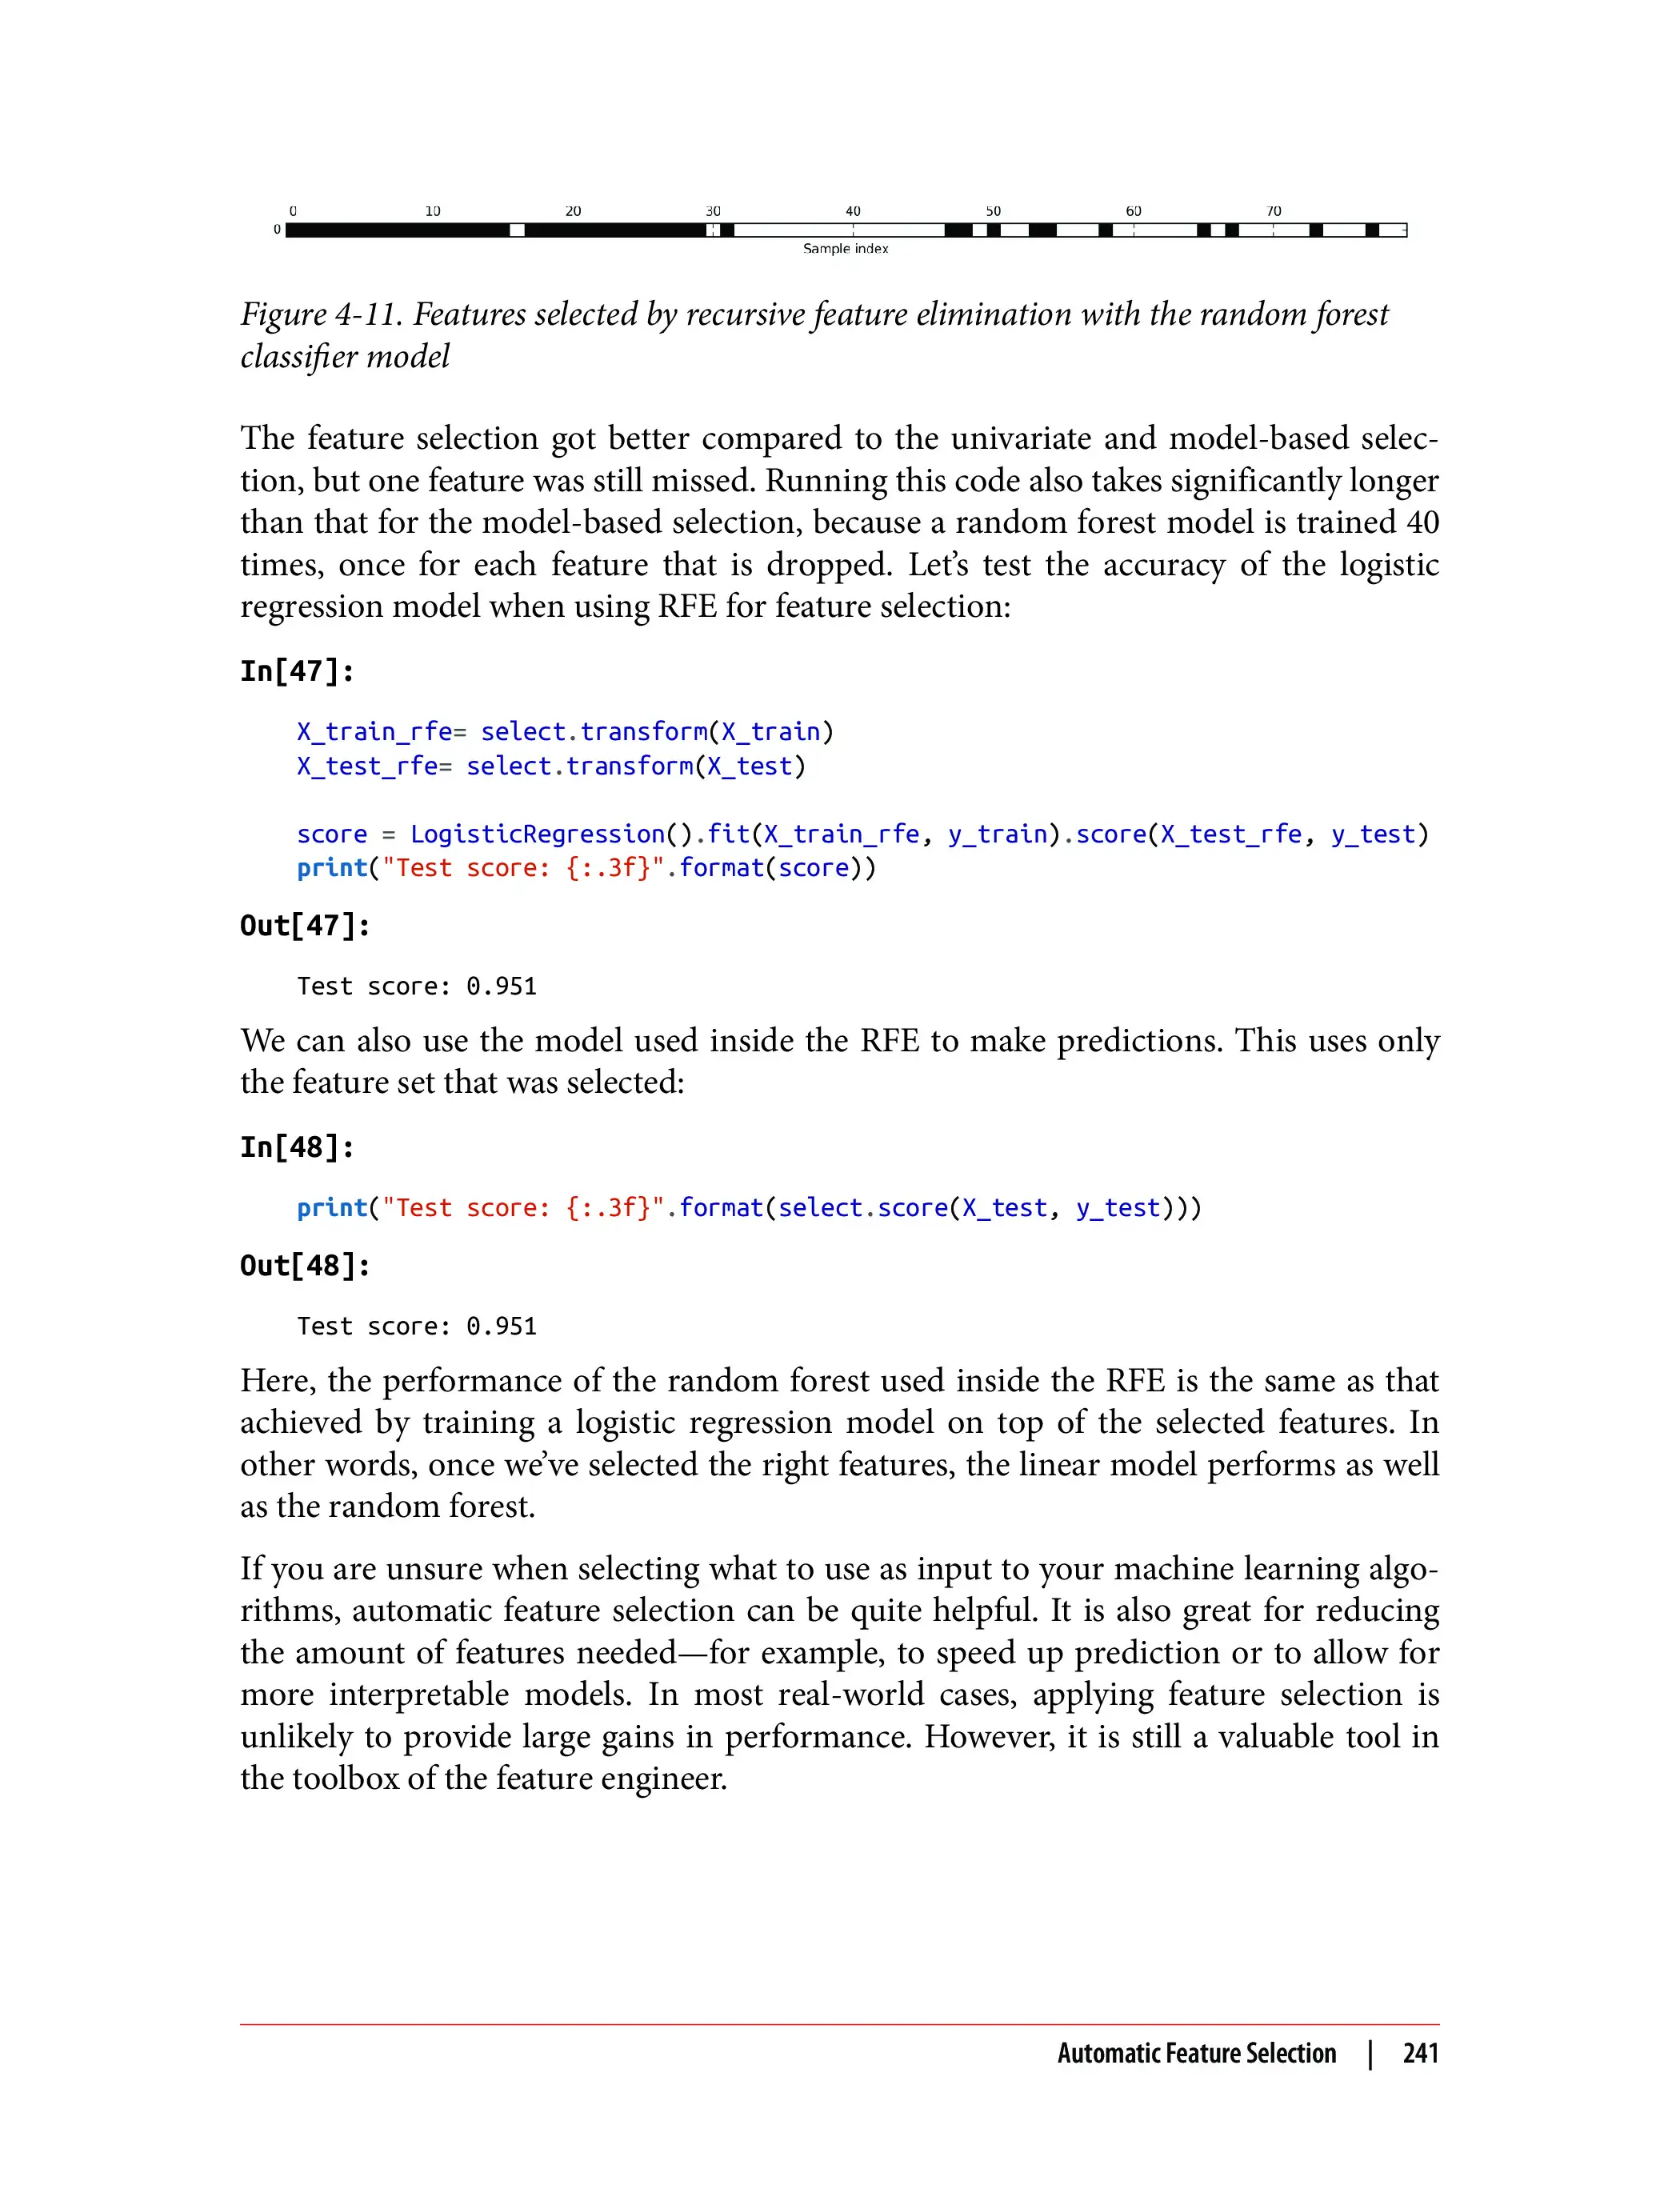 0 10 20 30 40 50 60 70
0
Sample index
Figure 4-11. Features selected by recursive feature elimination with the random forest
classifier model
The feature selection got better compared to the univariate and model-based selec-
tion, but one feature was still missed. Running this code also takes significantly longer
than that for the model-based selection, because a random forest model is trained 40
times, once for each feature that is dropped. Let’s test the accuracy of the logistic
regression model when using RFE for feature selection:
In[47]:
X_train_rfe= select.transform(X_train)
X_test_rfe= select.transform(X_test)
score = LogisticRegression().fit(X_train_rfe, y_train).score(X_test_rfe, y_test)
print("Test score: {:.3f}".format(score))
Out[47]:
Test score: 0.951
We can also use the model used inside the RFE to make predictions. This uses only
the feature set that was selected:
In[48]:
print("Test score: {:.3f}".format(select.score(X_test, y_test)))
Out[48]:
Test score: 0.951
Here, the performance of the random forest used inside the RFE is the same as that
achieved by training a logistic regression model on top of the selected features. In
other words, once we’ve selected the right features, the linear model performs as well
as the random forest.
If you are unsure when selecting what to use as input to your machine learning algo-
rithms, automatic feature selection can be quite helpful. It is also great for reducing
the amount of features needed—for example, to speed up prediction or to allow for
more interpretable models. In most real-world cases, applying feature selection is
unlikely to provide large gains in performance. However, it is still a valuable tool in
the toolbox of the feature engineer.
Automatic Feature Selection | 241